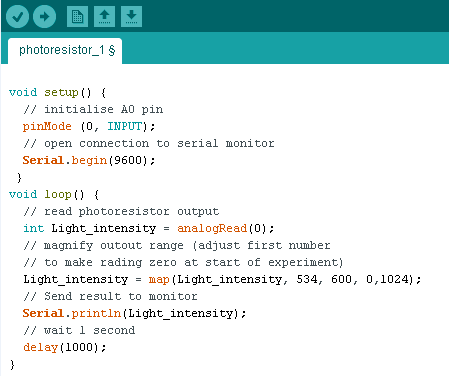 photoresistor_1 §
void setup() {
// initialise A0 pin
pinMode (0, INPUT);
// open connection to serial monitor
Serial.begin(9600);
}
void loop() {
// read photoresistor output
int Light_intensity = analogRead(0);
// magnify outout range (adjust first number
// to make rading zero at start of experiment)
Light_intensity = map(Light_intensity, 534, 600, 0,1024);
// Send result to monitor
Serial.println(Light_intensity);
// wait 1 second
delay(1000);
}